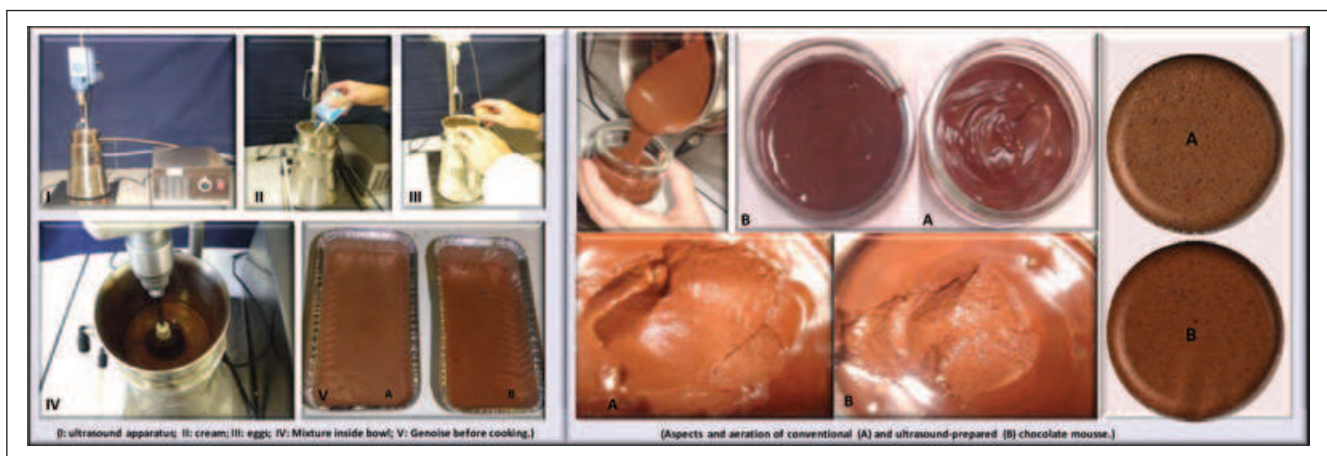 I
II
III
IV
V
A
B
(I: ultrasound apparatus; II: cream; III: eggs; IV: Mixture inside bowl; V: Genoise before cooking.)
B
A
A
B
A
B
(Aspects and aeration of conventional (A) and ultrasound-prepared (B) chocolate mousse.)